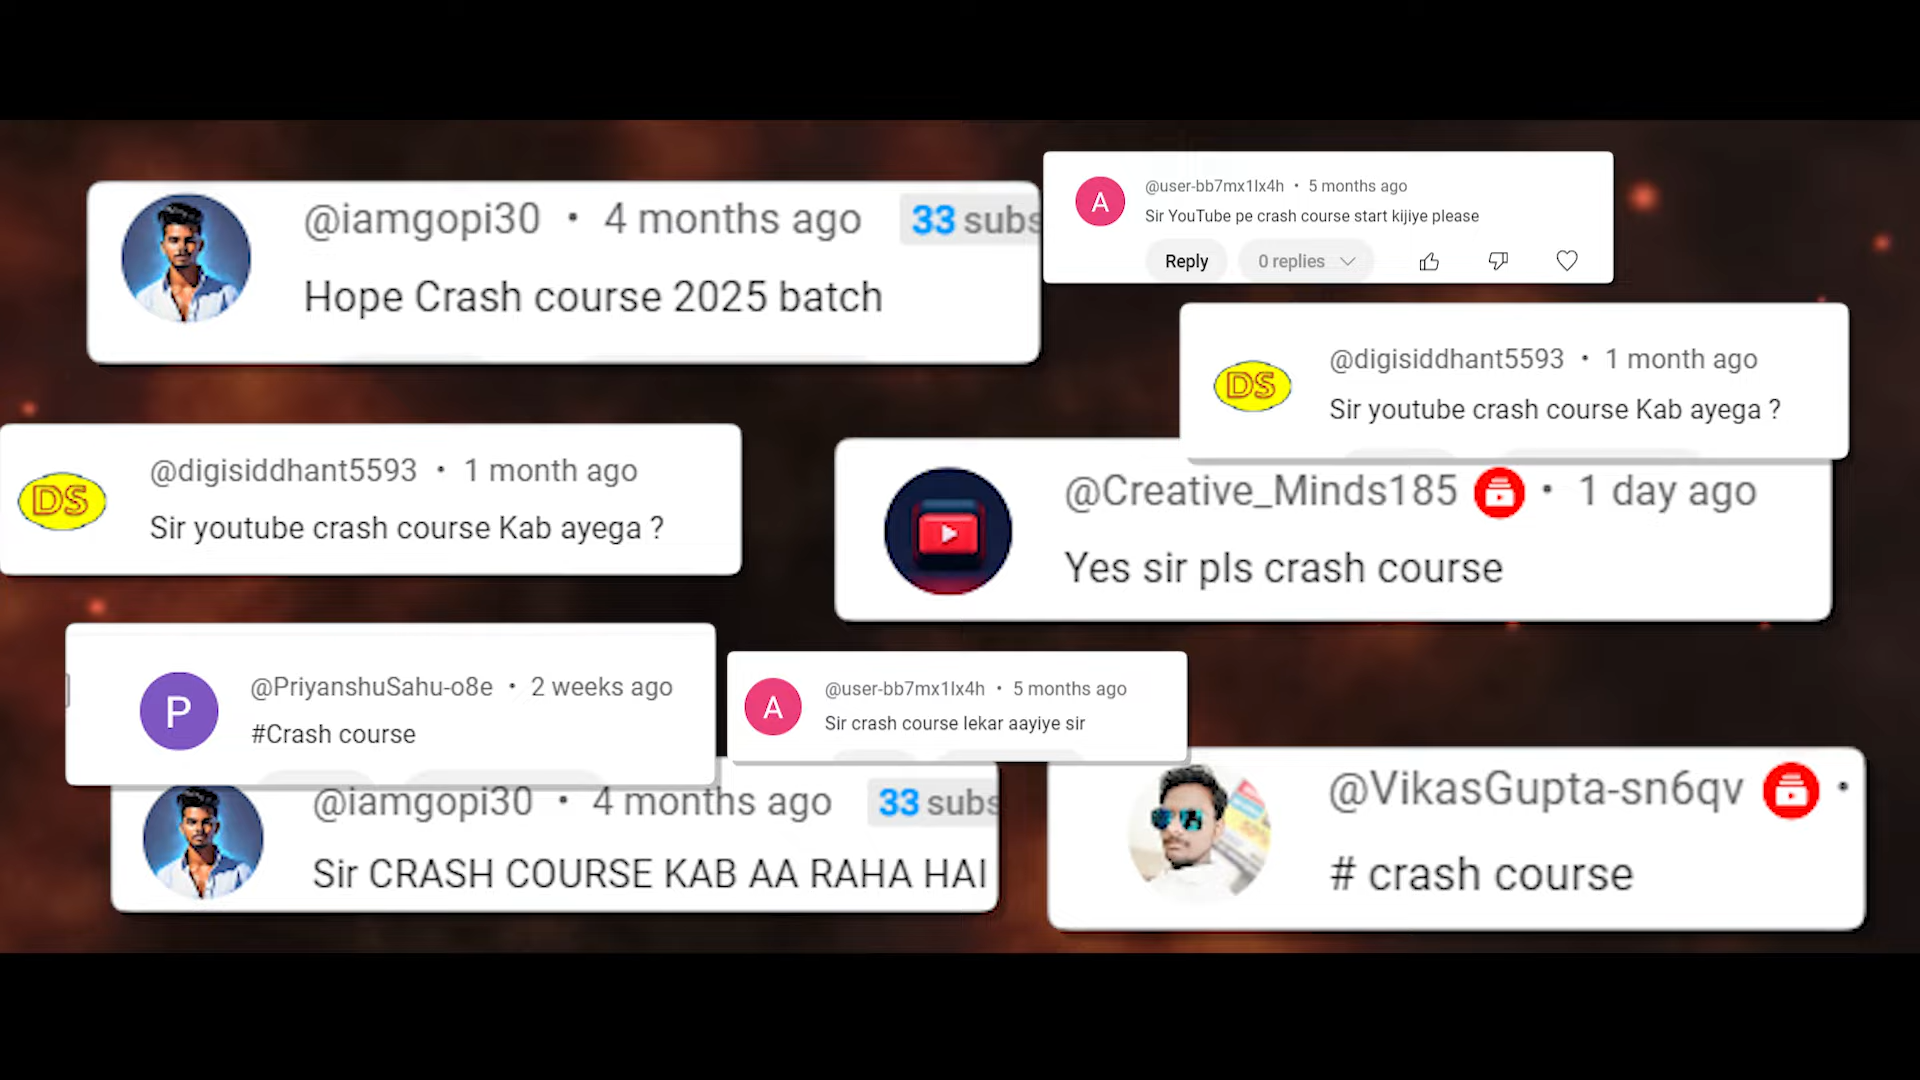 @iamgopi30 • 4 months ago 33 subs
Hope Crash course 2025 batch
A
@user-bb7mx1lx4h • 5 months ago
Sir YouTube pe crash course start kijiye please
Reply 0 replies
DS
@digisiddhant5593 • 1 month ago
Sir youtube crash course Kab ayega ?
DS
@digisiddhant5593 • 1 month ago
Sir youtube crash course Kab ayega ?
@Creative_Minds185 • 1 day ago
Yes sir pls crash course
P
@PriyanshuSahu-o8e • 2 weeks ago
#Crash course
A
@user-bb7mx1lx4h • 5 months ago
Sir crash course lekar aayiye sir
@iamgopi30 • 4 months ago 33 subs
Sir CRASH COURSE KAB AA RAHA HAI
@VikasGupta-sn6qv •
# crash course